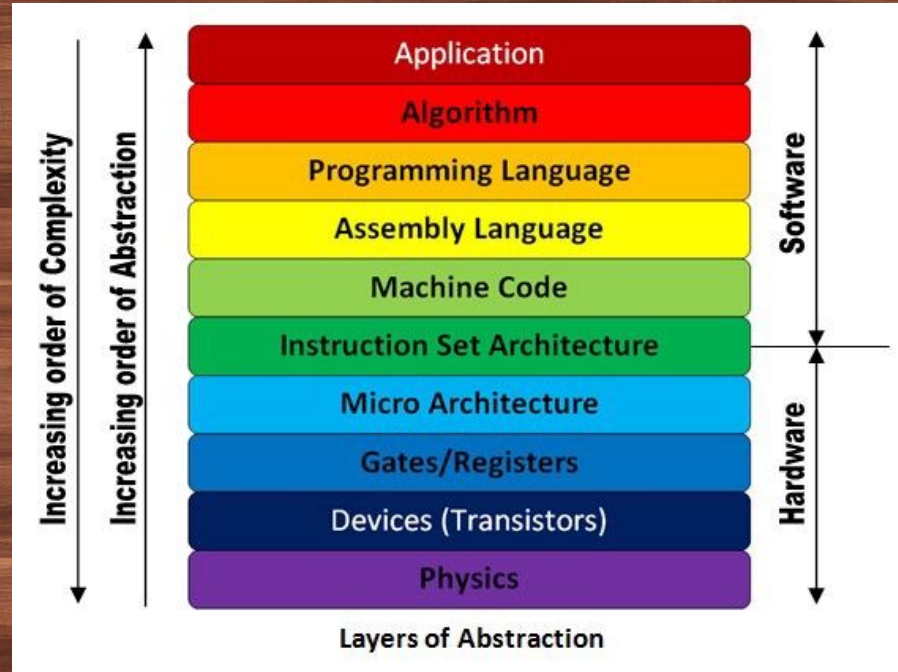 Increasing order of Complexity
Increasing order of Abstraction
Application
Algorithm
Programming Language
Assembly Language
Machine Code
Instruction Set Architecture
Micro Architecture
Gates/Registers
Devices (Transistors)
Physics
Software
Hardware
Layers of Abstraction